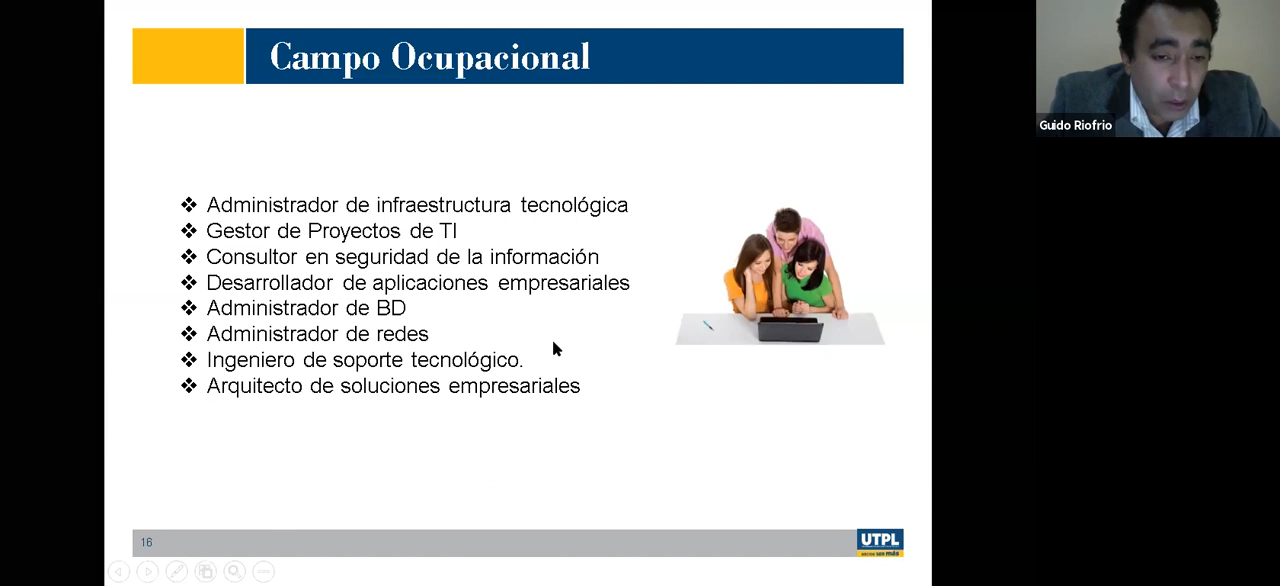 Campo Ocupacional
Guido Riofrio
❖ Administrador de infraestructura tecnológica
❖ Gestor de Proyectos de TI
❖ Consultor en seguridad de la información
❖ Desarrollador de aplicaciones empresariales
❖ Administrador de BD
❖ Administrador de redes
❖ Ingeniero de soporte tecnológico.
❖ Arquitecto de soluciones empresariales
16
UTPL